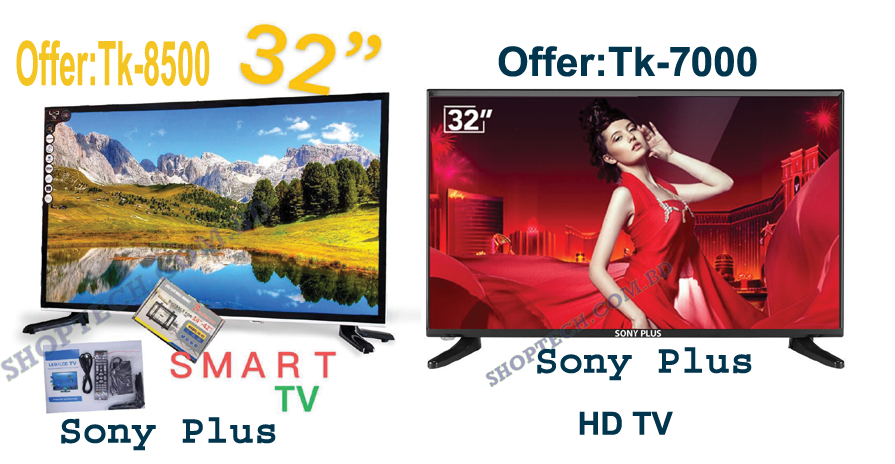 Offer:Tk-8500
32”
SHOPTECH.COM.BD
SMART
TV
Sony Plus
Offer:Tk-7000
32"
SHOPTECH.COM.BD
SONY PLUS
Sony Plus
HD TV